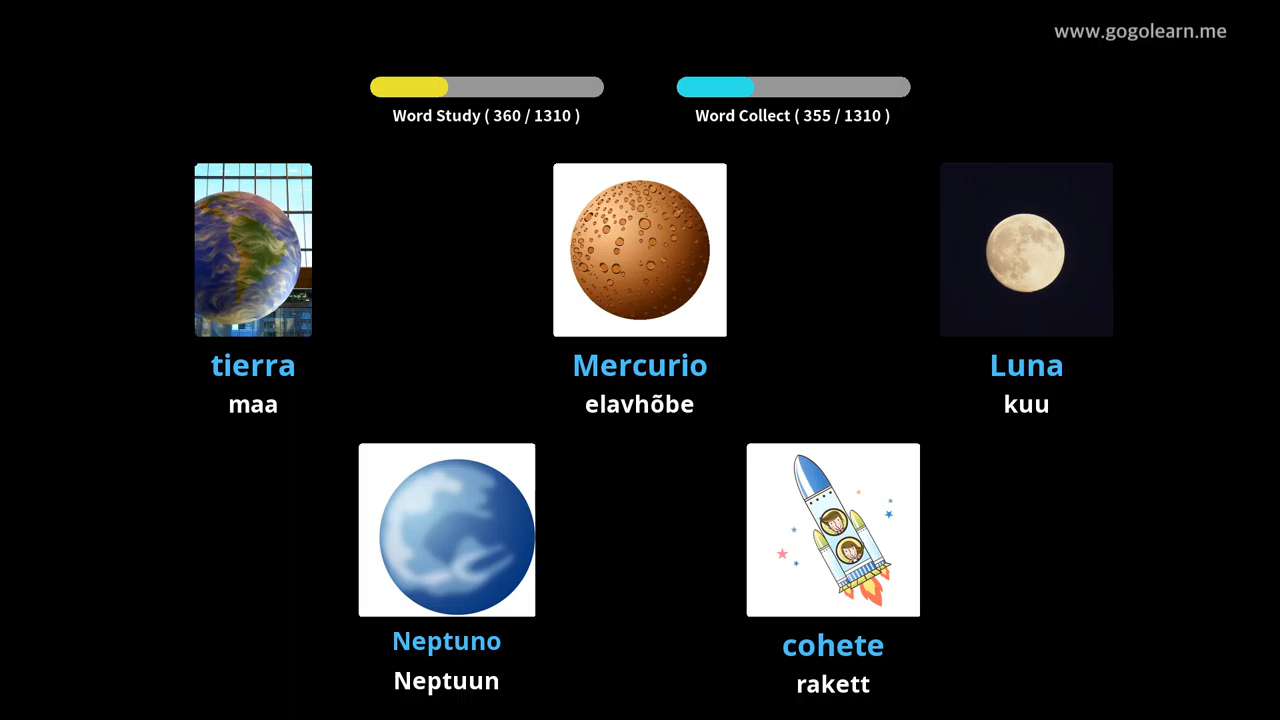 www.gogolearn.me
Word Study ( 360 / 1310 )
Word Collect ( 355 / 1310 )
tierra
maa
Mercurio
elavhõbe
Luna
kuu
Neptuno
Neptuun
cohete
rakett